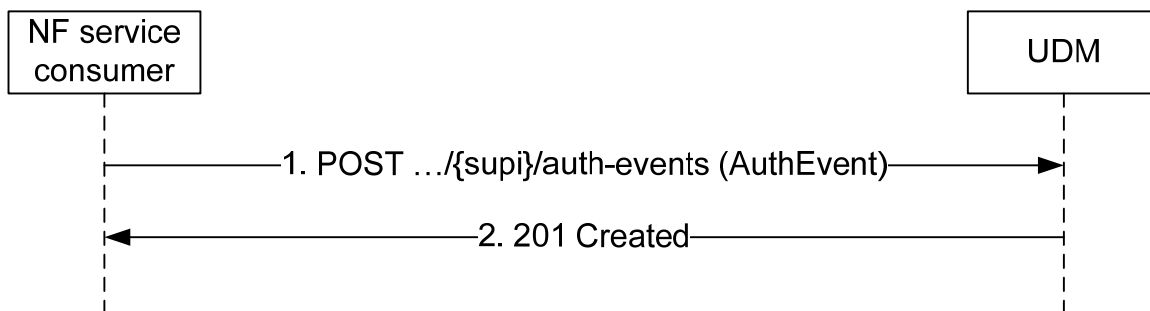 NF service
consumer
UDM
1. POST …/{supi}/auth-events (AuthEvent)
2. 201 Created